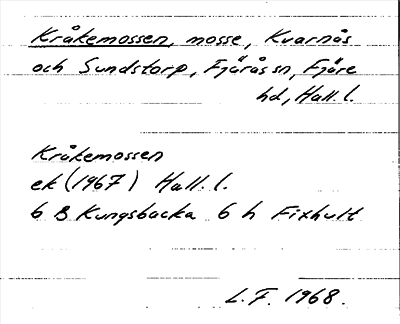 Kråkemossen, mosse, Kvarnås
och Sundstorp, Fjärås sn, Fjäre
hd, Hall. l.
Kråkemossen
ek (1967) Hall. l.
6 B Kungsbacka 6 h Fixhult
L.F. 1968.